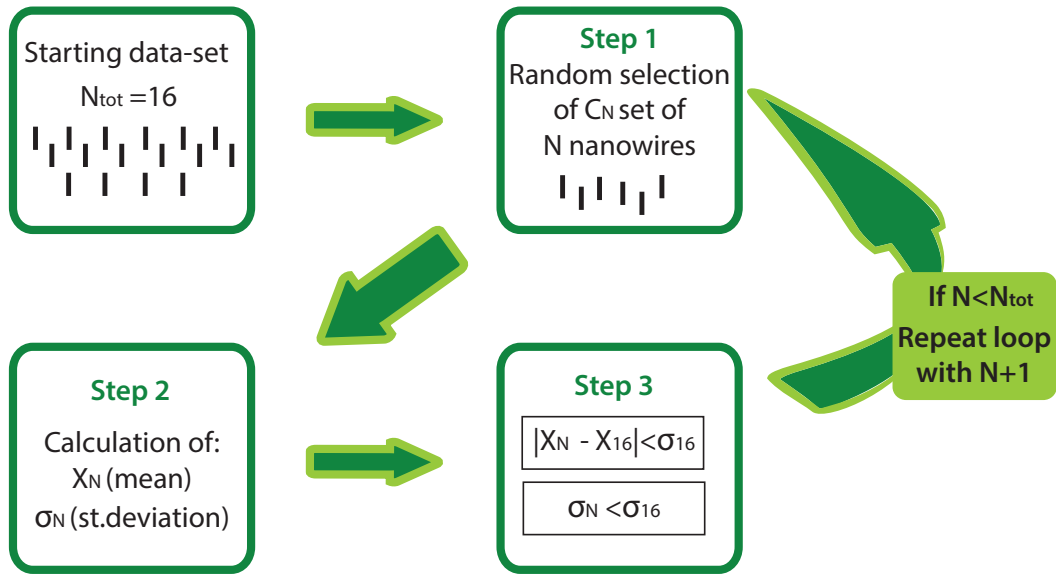 Starting data-set
Ntot =16
Step 1
Random selection
of CN set of
N nanowires
If N<Ntot
Repeat loop
with N+1
Step 2
Calculation of:
XN (mean)
σN (st.deviation)
Step 3
|XN - X16|<σ16
σN <σ16